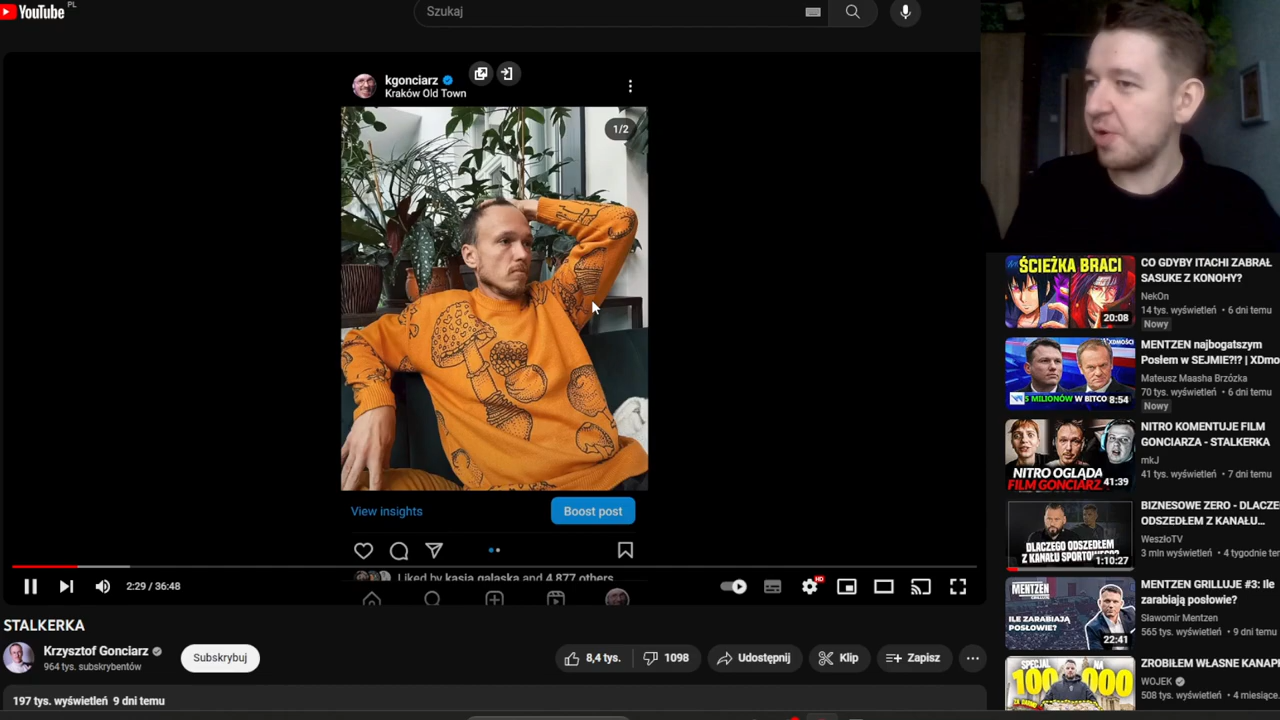 YouTube PL
Szukaj
kgonciarz
Kraków Old Town
1/2
View insights
Boost post
Liked by kasia.galaska and 4,877 others
2:29 / 36:48
HD
STALKERKA
Krzysztof Gonciarz
964 tys. subskrybentów
Subskrybuj
8,4 tys.
1098
Udostępnij
Klip
Zapisz
197 tys. wyświetleń 9 dni temu
ŚCIEŻKA BRACI
20:08
CO GDYBY ITACHI ZABRAŁ
SASUKE Z KONOHY?
NekOn
14 tys. wyświetleń • 6 dni temu
Nowy
5 MILIONÓW W BITCO
8:54
MENTZEN najbogatszym
Posłem w SEJMIE?!? | XDmo
Mateusz Maasha Brzózka
70 tys. wyświetleń • 6 dni temu
Nowy
NITRO OGLĄDA
FILM GONCIARZ
41:39
NITRO KOMENTUJE FILM
GONCIARZA - STALKERKA
mkJ
41 tys. wyświetleń • 7 dni temu
DLACZEGO ODSZEDŁEM
Z KANAŁU SPORTOWEGO?
1:10:27
BIZNESOWE ZERO - DLACZE
ODSZEDŁEM Z KANAŁU...
WeszłoTV
3 mln wyświetleń • 4 tygodnie te
MENTZEN
GRILLUJE
ILE ZARABIAJĄ
POSŁOWIE?
22:41
MENTZEN GRILLUJE #3: Ile
zarabiają posłowie?
Sławomir Mentzen
565 tys. wyświetleń • 9 dni tem
SPECJAL NA
100 000
ZROBIŁEM WŁASNE KANAP
WOJEK
508 tys. wyświetleń • 4 miesiące